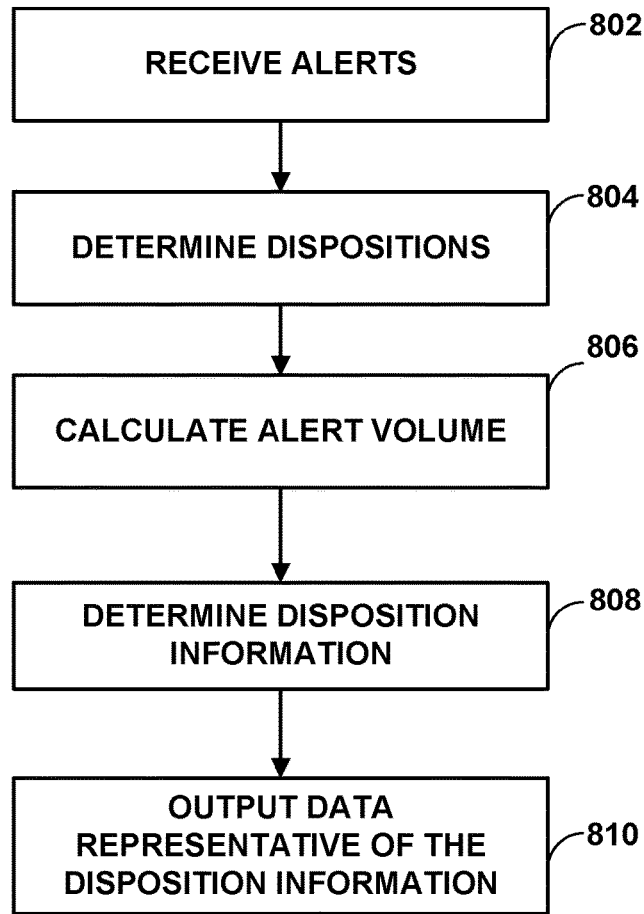 802
RECEIVE ALERTS
804
DETERMINE DISPOSITIONS
806
CALCULATE ALERT VOLUME
808
DETERMINE DISPOSITION
INFORMATION
OUTPUT DATA
REPRESENTATIVE OF THE
DISPOSITION INFORMATION
810